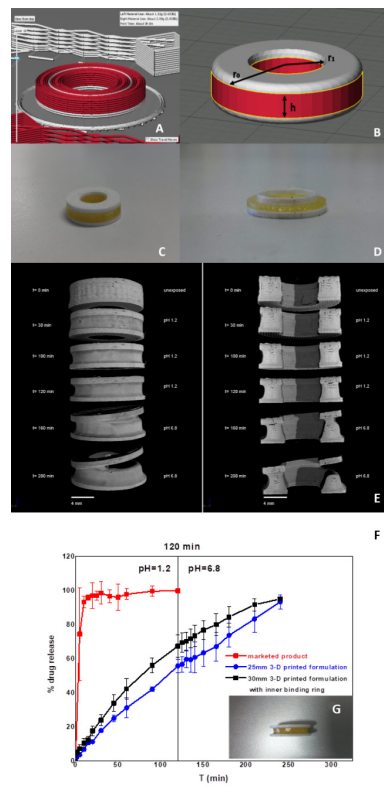 A
r₀
r₁
h
B
C
D
t= 0 min
unexposed
t= 30 min
pH 1.2
t= 100 min
pH 1.2
t= 120 min
pH 1.2
t= 160 min
pH 6.8
t= 200 min
pH 6.8
4 mm
t= 0 min
unexposed
t= 30 min
pH 1.2
t= 100 min
pH 1.2
t= 120 min
pH 1.2
t= 160 min
pH 6.8
t= 200 min
pH 6.8
4 mm
E
F
120 min
pH=1.2
pH=6.8
% drug release
120
100
80
60
40
20
0
marketed product
25mm 3-D printed formulation
30mm 3-D printed formulation
with inner binding ring
G
0
50
100
150
200
250
300
T (min)